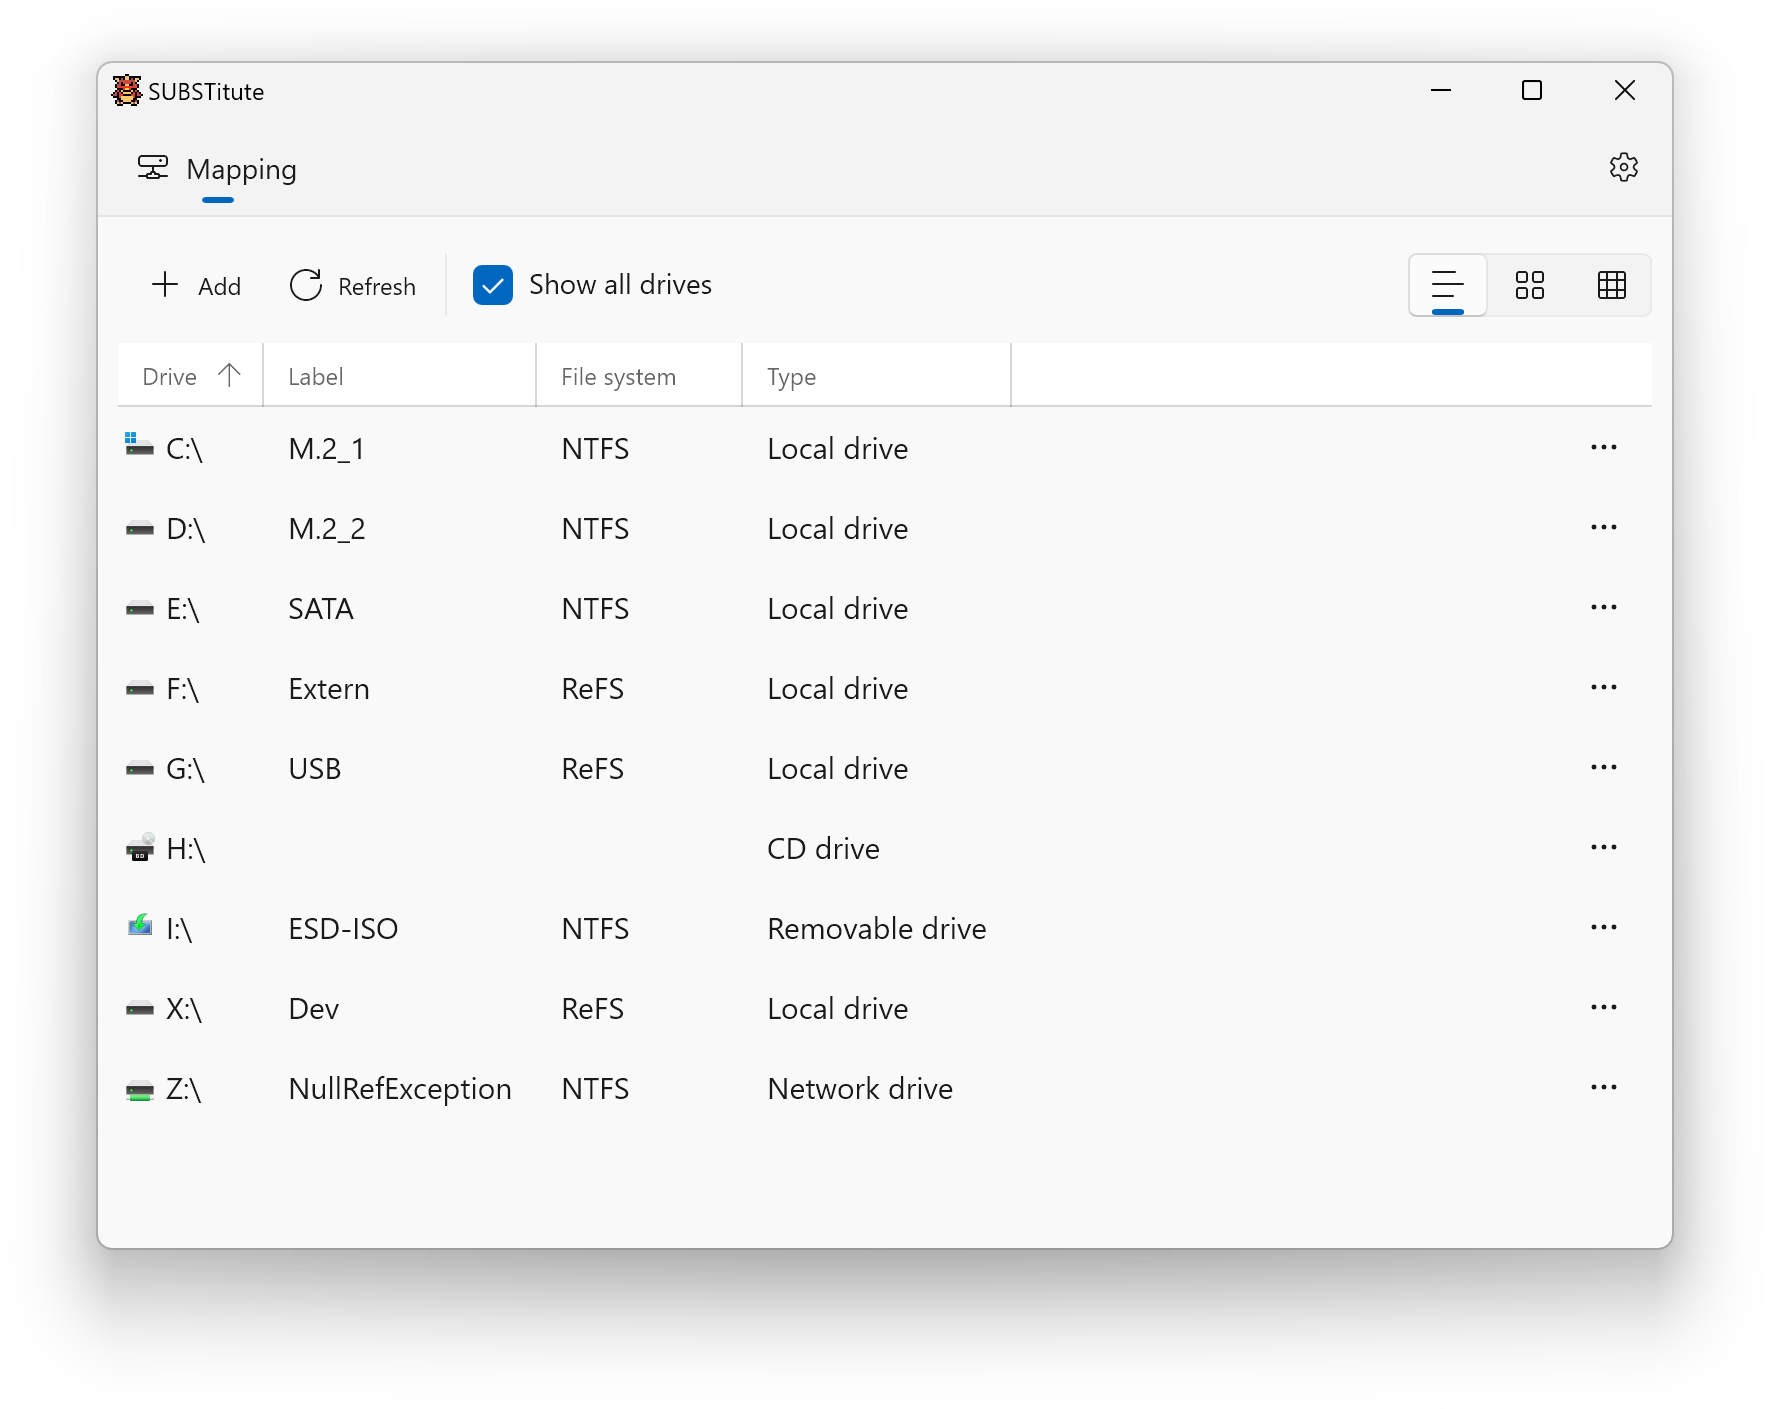 SUBSTitute
Mapping
Add Refresh Show all drives
Drive Label File system Type
C:\ M.2_1 NTFS Local drive
D:\ M.2_2 NTFS Local drive
E:\ SATA NTFS Local drive
F:\ Extern ReFS Local drive
G:\ USB ReFS Local drive
BD H:\ CD drive
I:\ ESD-ISO NTFS Removable drive
X:\ Dev ReFS Local drive
Z:\ NullRefException NTFS Network drive